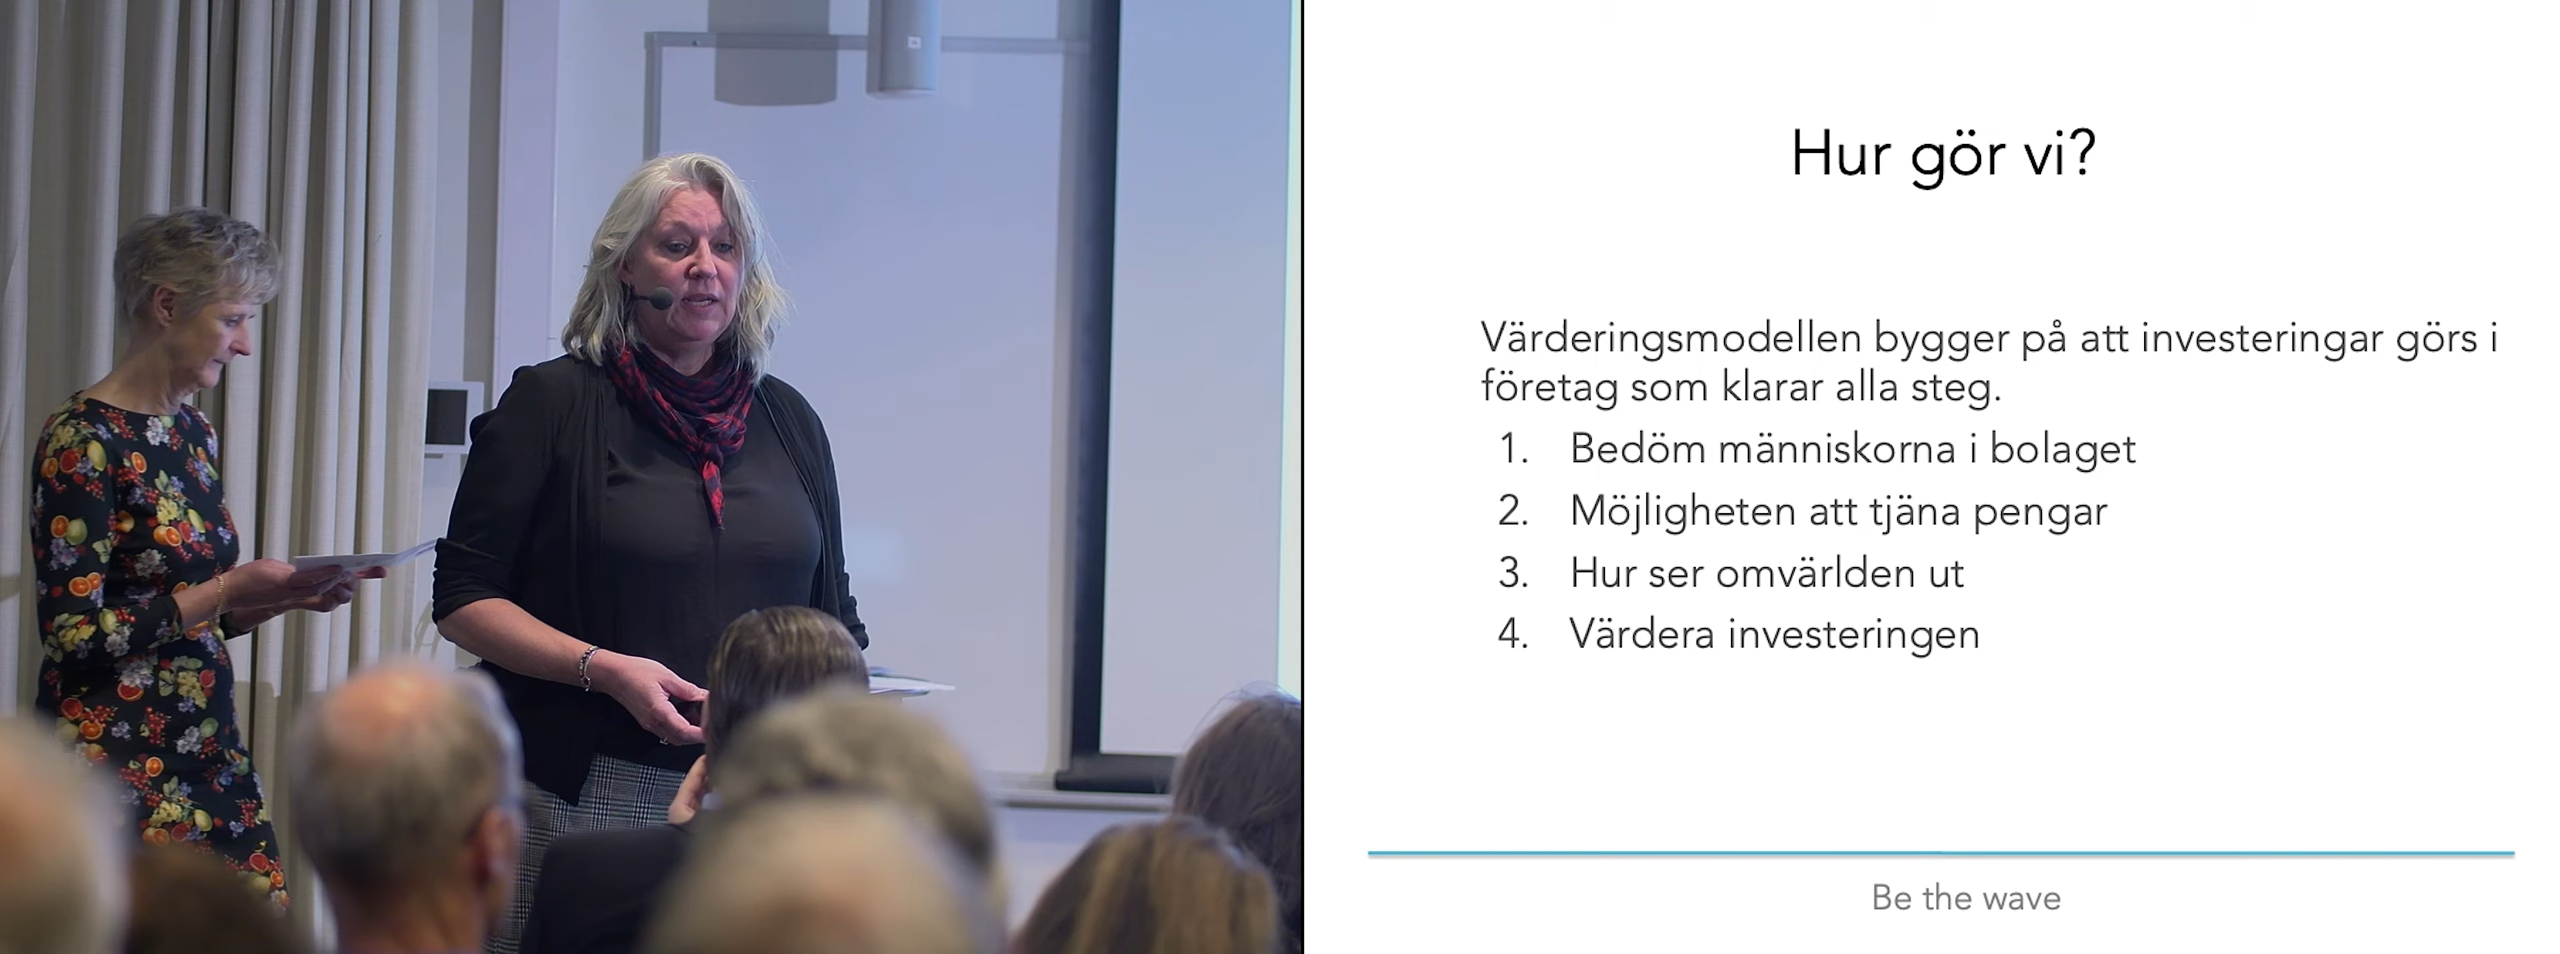 Hur gör vi?
Värderingsmodellen bygger på att investeringar görs i
företag som klarar alla steg.
1. Bedöm människorna i bolaget
2. Möjligheten att tjäna pengar
3. Hur ser omvärlden ut
4. Värdera investeringen
Be the wave